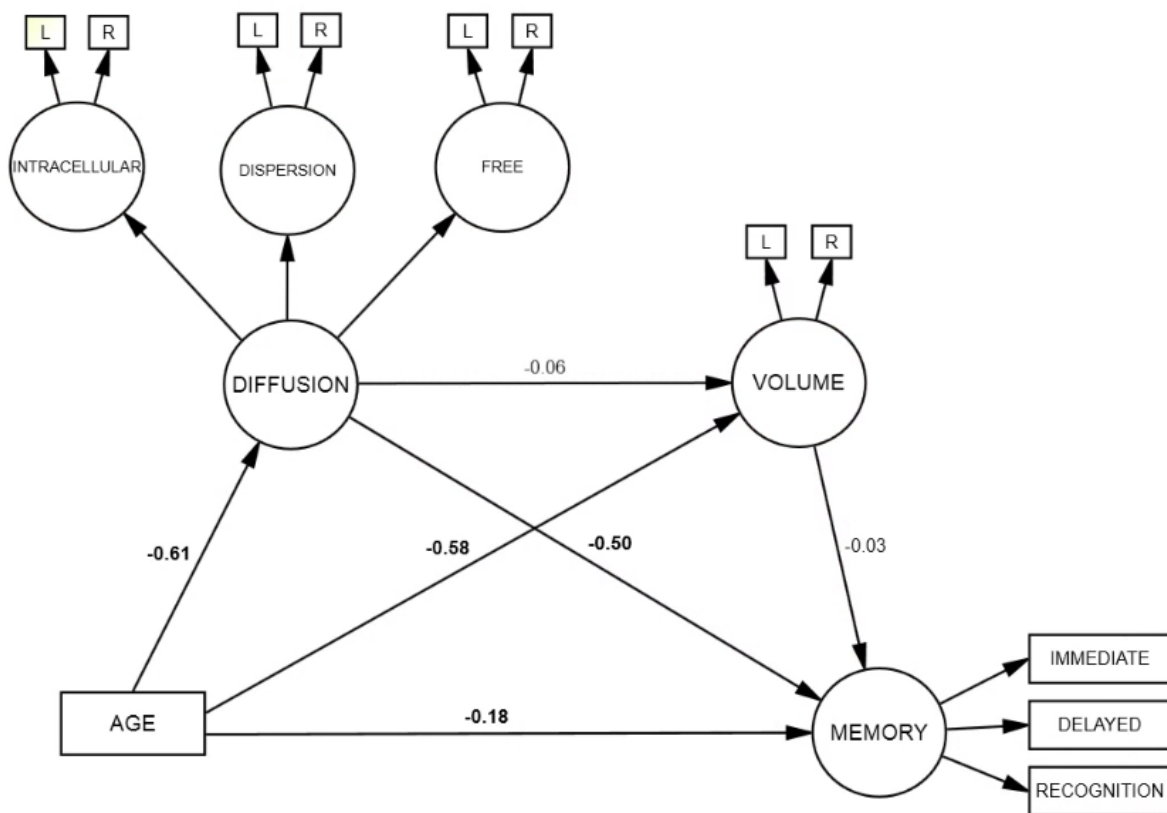 L R L R L R
INTRACELLULAR DISPERSION FREE
L R
DIFFUSION -0.06 VOLUME
-0.61 -0.58 -0.50 -0.03
IMMEDIATE
AGE -0.18 MEMORY DELAYED
RECOGNITION